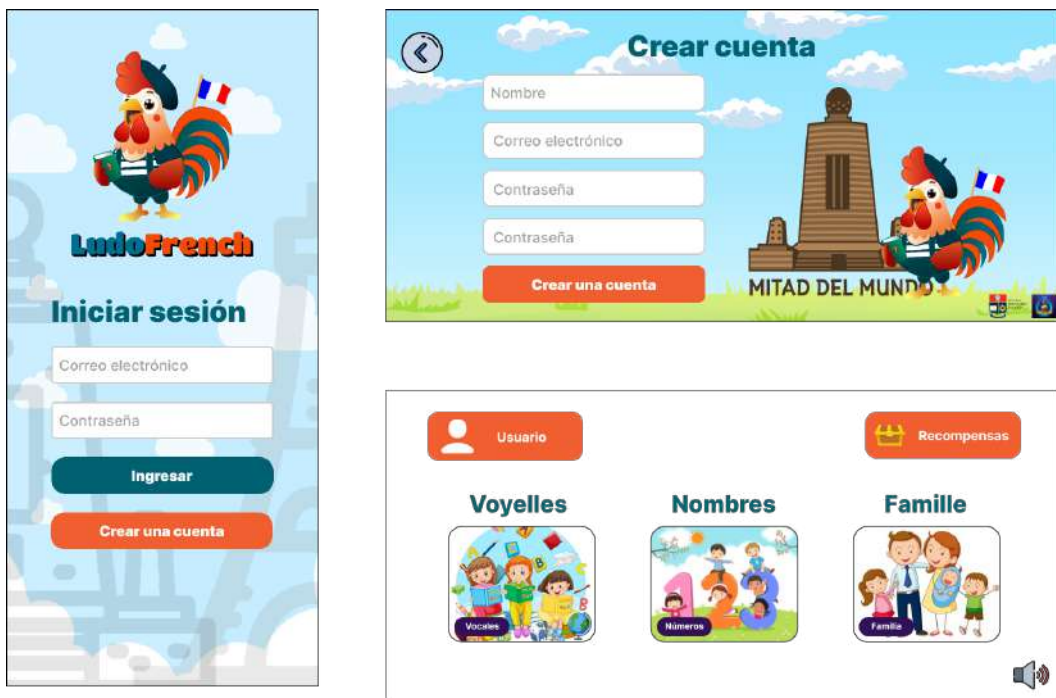 LudoFrench
Iniciar sesión
Correo electrónico
Contraseña
Ingresar
Crear una cuenta
Crear cuenta
Nombre
Correo electrónico
Contraseña
Contraseña
Crear una cuenta
MITAD DEL MUNDO
Usuario
Recompensas
Voyelles
Nombres
Famille
Vocales
Números
Familia